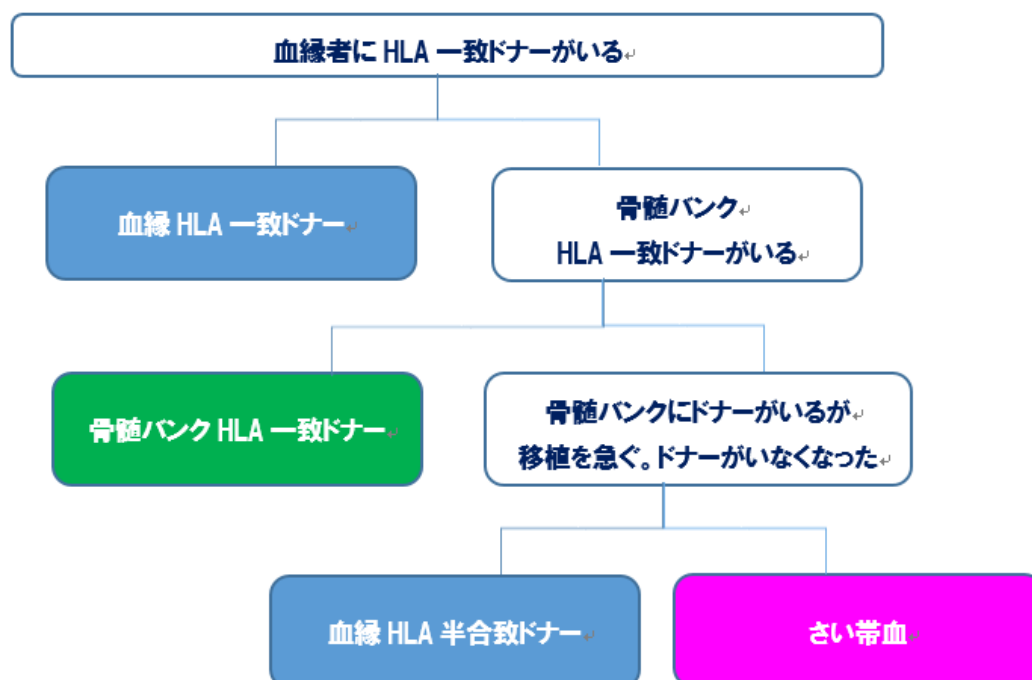 血縁者に HLA 一致ドナーがいる
血縁 HLA 一致ドナー
骨髄バンク
HLA 一致ドナーがいる
骨髄バンク HLA 一致ドナー
骨髄バンクにドナーがいるが
移植を急ぐ。ドナーがいなくなった
血縁 HLA 半合致ドナー
さい帯血